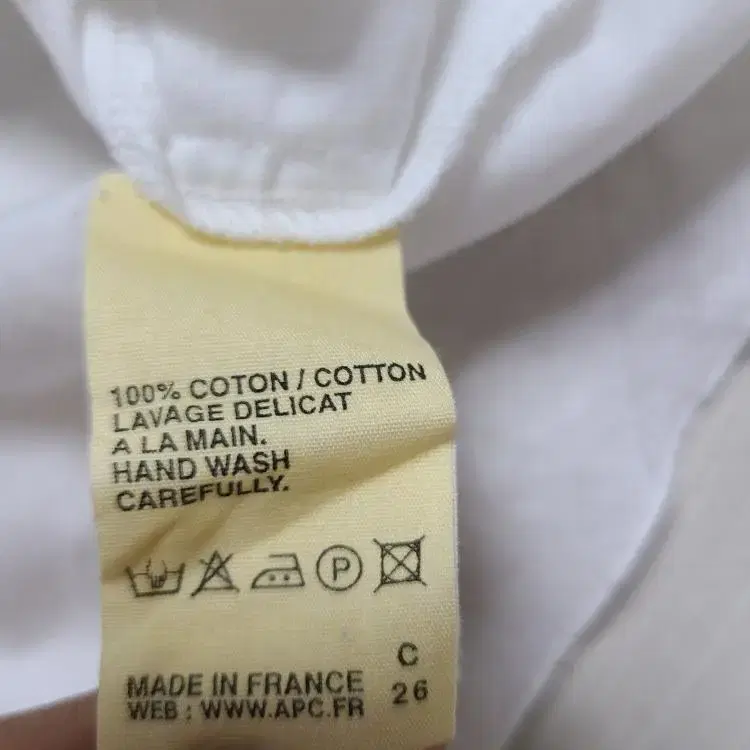 100% COTON / COTTON
LAVAGE DELICAT
A LA MAIN.
HAND WASH
CAREFULLY.
P
C
MADE IN FRANCE 26
WEB : WWW.APC.FR